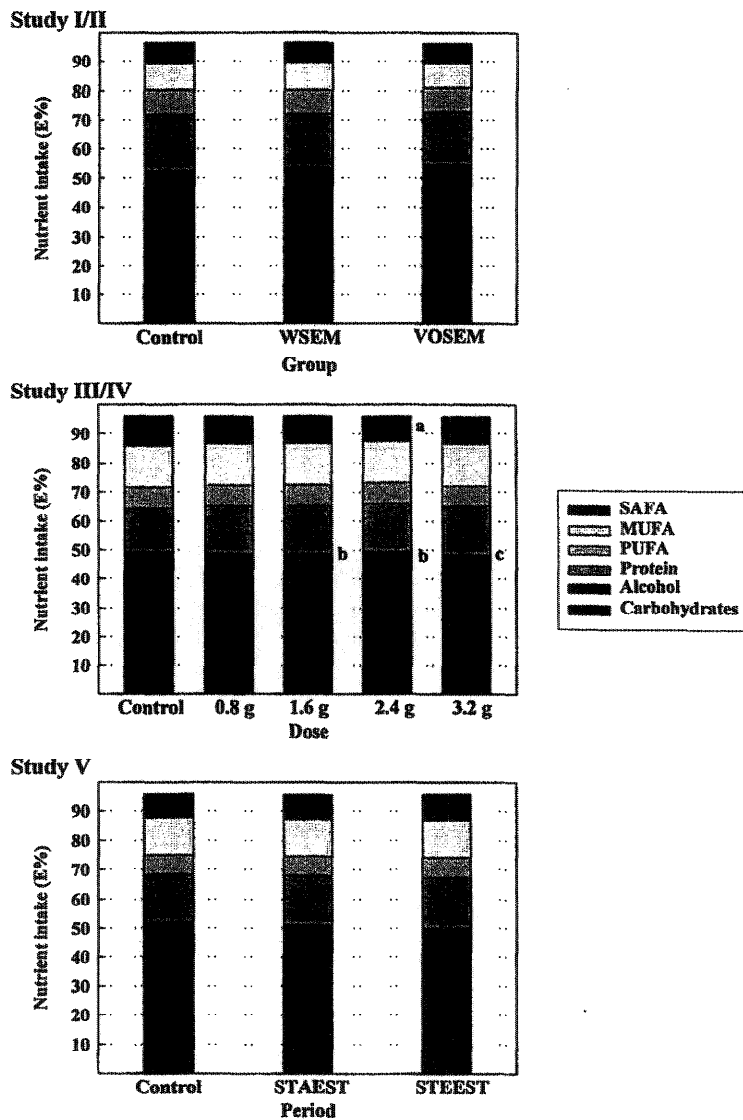 Study I/II
Nutrient intake (E%)
90
80
70
60
50
40
30
20
10
Control WSEM VOSEM
Group
Study III/IV
Nutrient intake (E%)
90
80
70
60
50
40
30
20
10
a
b b c
Control 0.8 g 1.6 g 2.4 g 3.2 g
Dose
SAFA
MUFA
PUFA
Protein
Alcohol
Carbohydrates
Study V
Nutrient intake (E%)
90
80
70
60
50
40
30
20
10
Control STAEST STEEST
Period